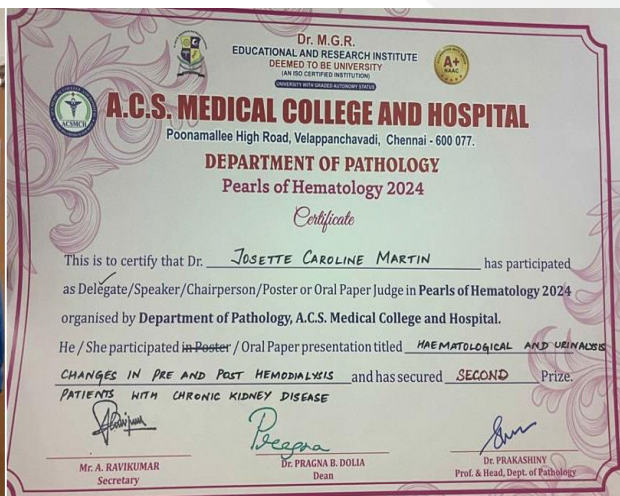 Dr. M.G.R.
EDUCATIONAL AND RESEARCH INSTITUTE
DEEMED TO BE UNIVERSITY
(AN ISO CERTIFIED INSTITUTION)
UNIVERSITY WITH GRADED AUTONOMY STATUS
A+
NAAC
ACSMCH
A.C.S. MEDICAL COLLEGE AND HOSPITAL
Poonamallee High Road, Velappanchavadi, Chennai - 600 077.
DEPARTMENT OF PATHOLOGY
Pearls of Hematology 2024
Certificate
This is to certify that Dr. JOSETTE CAROLINE MARTIN has participated
as Delegate/Speaker/Chairperson/Poster or Oral Paper Judge in Pearls of Hematology 2024
organised by Department of Pathology, A.C.S. Medical College and Hospital.
He / She participated in Poster / Oral Paper presentation titled HAEMATOLOGICAL AND URINALYSIS
CHANGES IN PRE AND POST HEMODIALYSIS and has secured SECOND Prize.
PATIENTS WITH CHRONIC KIDNEY DISEASE
Pragna
Mr. A. RAVIKUMAR
Secretary
Dr. PRAGNA B. DOLIA
Dean
Dr. PRAKASHINY
Prof. & Head, Dept. of Pathology